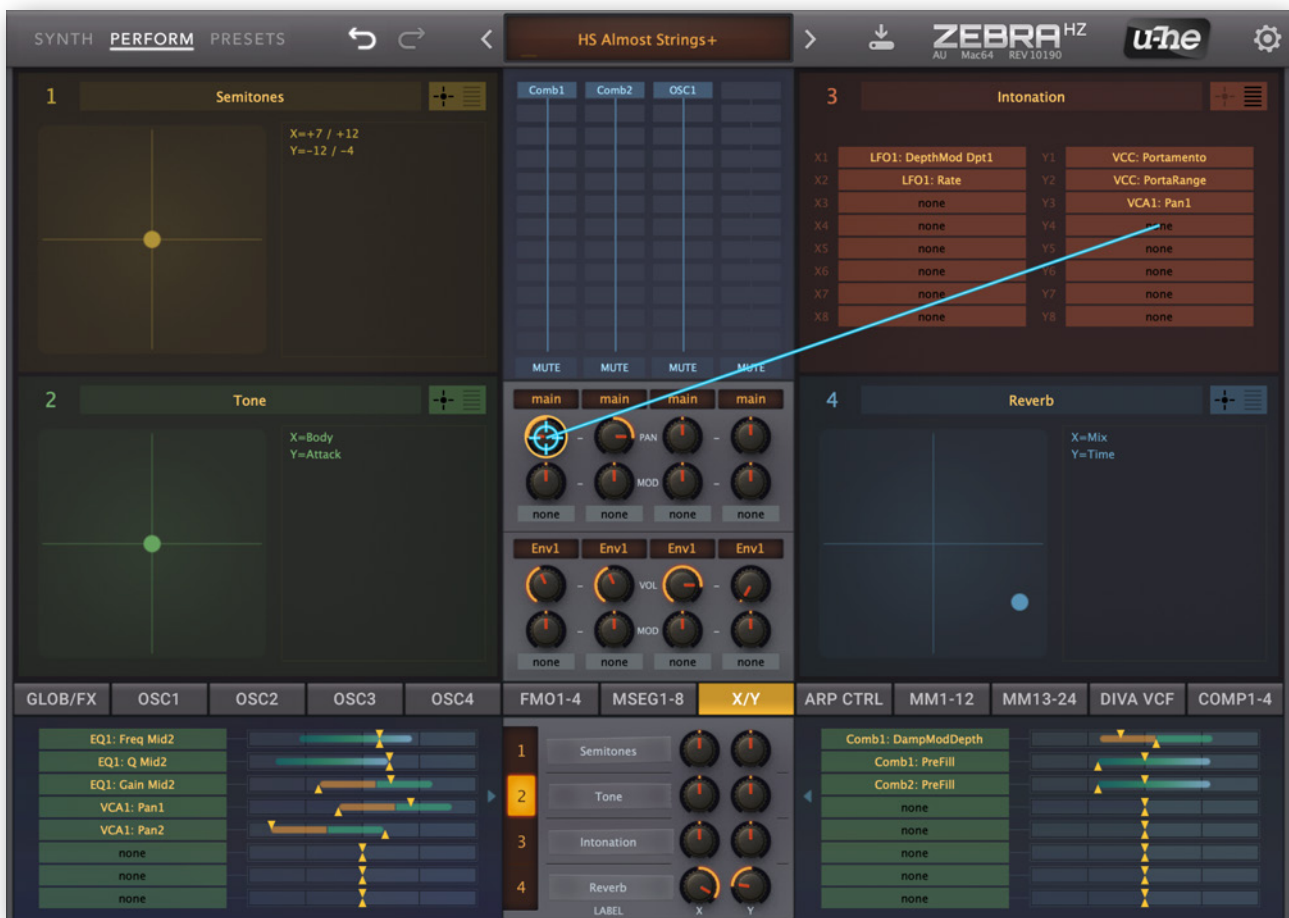 SYNTH PERFORM PRESETS
HS Almost Strings+
ZEBRA HZ
AU Mac64 REV 10190
u-he
1 Semitones
X=+7 / +12
Y=-12 / -4
2 Tone
X=Body
Y=Attack
Comb1 Comb2 OSC1
MUTE MUTE MUTE MUTE
main main main main
PAN
MOD
none none none none
Env1 Env1 Env1 Env1
VOL
MOD
none none none none
3 Intonation
X1 LFO1: DepthMod Dpt1 Y1 VCC: Portamento
X2 LFO1: Rate Y2 VCC: PortaRange
X3 none Y3 VCA1: Pan1
X4 none Y4 none
X5 none Y5 none
X6 none Y6 none
X7 none Y7 none
X8 none Y8 none
4 Reverb
X=Mix
Y=Time
GLOB/FX OSC1 OSC2 OSC3 OSC4 FMO1-4 MSEG1-8 X/Y ARP CTRL MM1-12 MM13-24 DIVA VCF COMP1-4
EQ1: Freq Mid2
EQ1: Q Mid2
EQ1: Gain Mid2
VCA1: Pan1
VCA1: Pan2
none
none
none
1 Semitones
2 Tone
3 Intonation
4 Reverb
LABEL X Y
Comb1: DampModDepth
Comb1: PreFill
Comb2: PreFill
none
none
none
none
none